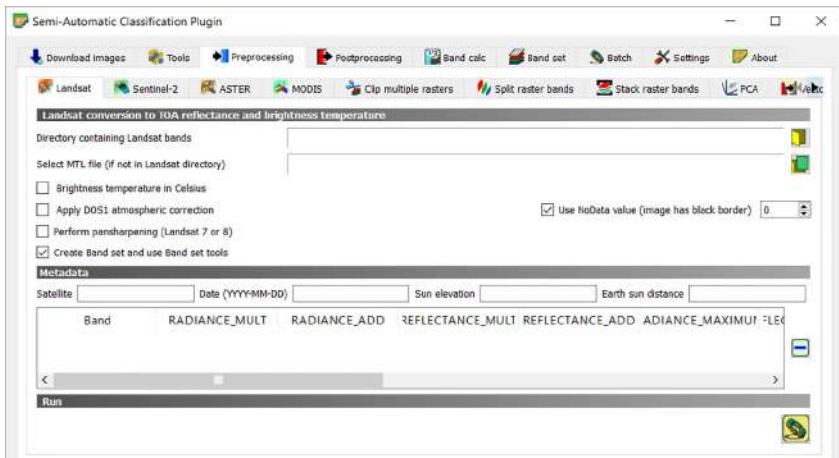 Semi-Automatic Classification Plugin
Download images Tools Preprocessing Postprocessing Band calc Band set Batch Settings About
Landsat Sentinel-2 ASTER MODIS Clip multiple rasters Split raster bands Stack raster bands PCA
Landsat conversion to TOA reflectance and brightness temperature
Directory containing Landsat bands
Select MTL file (if not in Landsat directory)
Brightness temperature in Celsius
Apply DOS1 atmospheric correction Use NoData value (image has black border) 0
Perform pansharpening (Landsat 7 or 8)
Create Band set and use Band set tools
Metadata
Satellite Date (YYYY-MM-DD) Sun elevation Earth sun distance
Band RADIANCE_MULT RADIANCE_ADD REFLECTANCE_MULT REFLECTANCE_ADD ADIANCE_MAXIMUM
Run